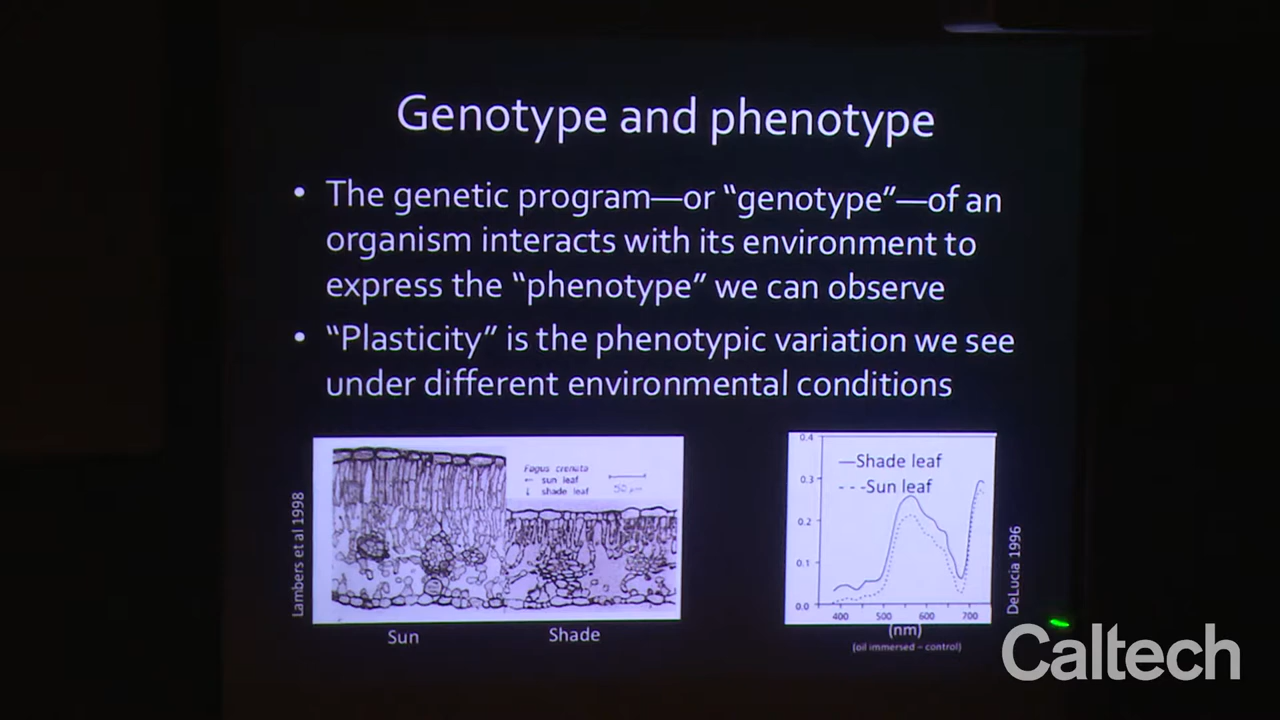 Genotype and phenotype
• The genetic program—or “genotype”—of an
organism interacts with its environment to
express the “phenotype” we can observe
• “Plasticity” is the phenotypic variation we see
under different environmental conditions
Lambers et al 1998
Fagus crenata
← sun leaf
↓ shade leaf
50 μm
Sun
Shade
0.4
0.3
0.2
0.1
0.0
—Shade leaf
---Sun leaf
400 500 600 700
(nm)
(oil immersed – control)
DeLucia 1996
Caltech